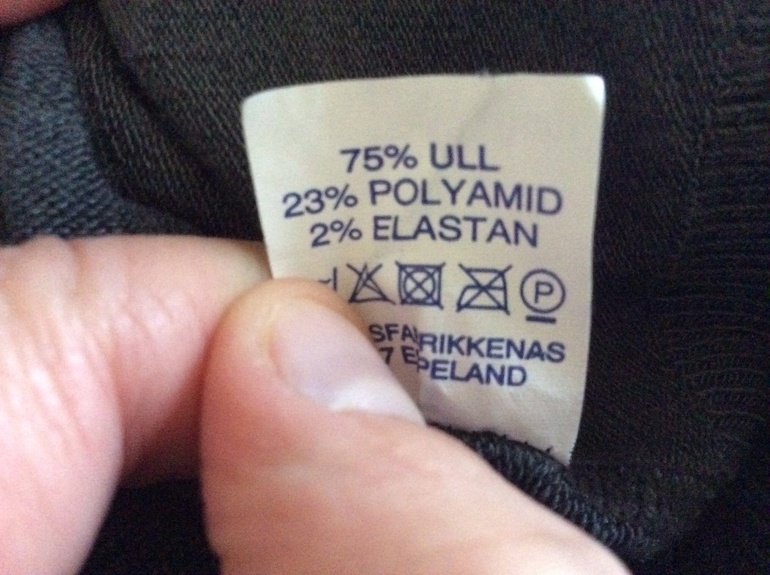 75% ULL
23% POLYAMID
2% ELASTAN
P